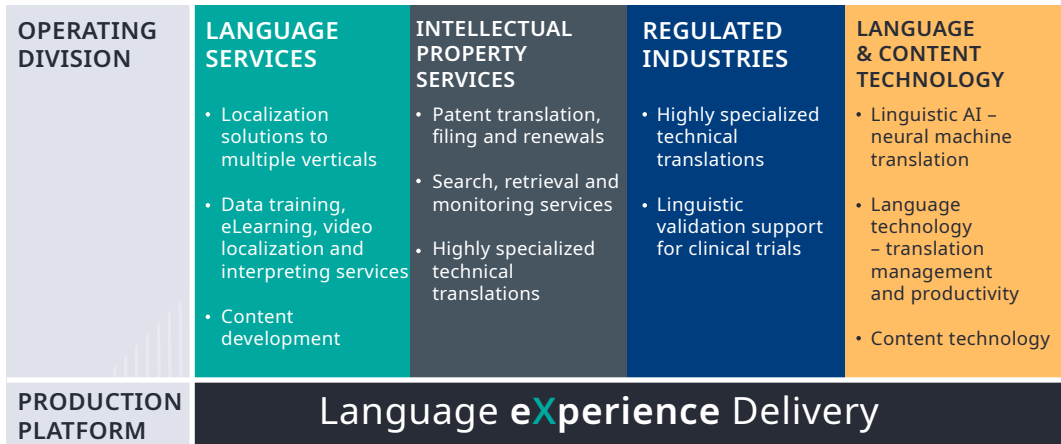 OPERATING
DIVISION
LANGUAGE
SERVICES
• Localization
solutions to
multiple verticals
• Data training,
eLearning, video
localization and
interpreting services
• Content
development
INTELLECTUAL
PROPERTY
SERVICES
• Patent translation,
filing and renewals
• Search, retrieval and
monitoring services
• Highly specialized
technical
translations
REGULATED
INDUSTRIES
• Highly specialized
technical
translations
• Linguistic
validation support
for clinical trials
LANGUAGE
& CONTENT
TECHNOLOGY
• Linguistic AI –
neural machine
translation
• Language
technology
– translation
management
and productivity
• Content technology
PRODUCTION
PLATFORM
Language eXperience Delivery